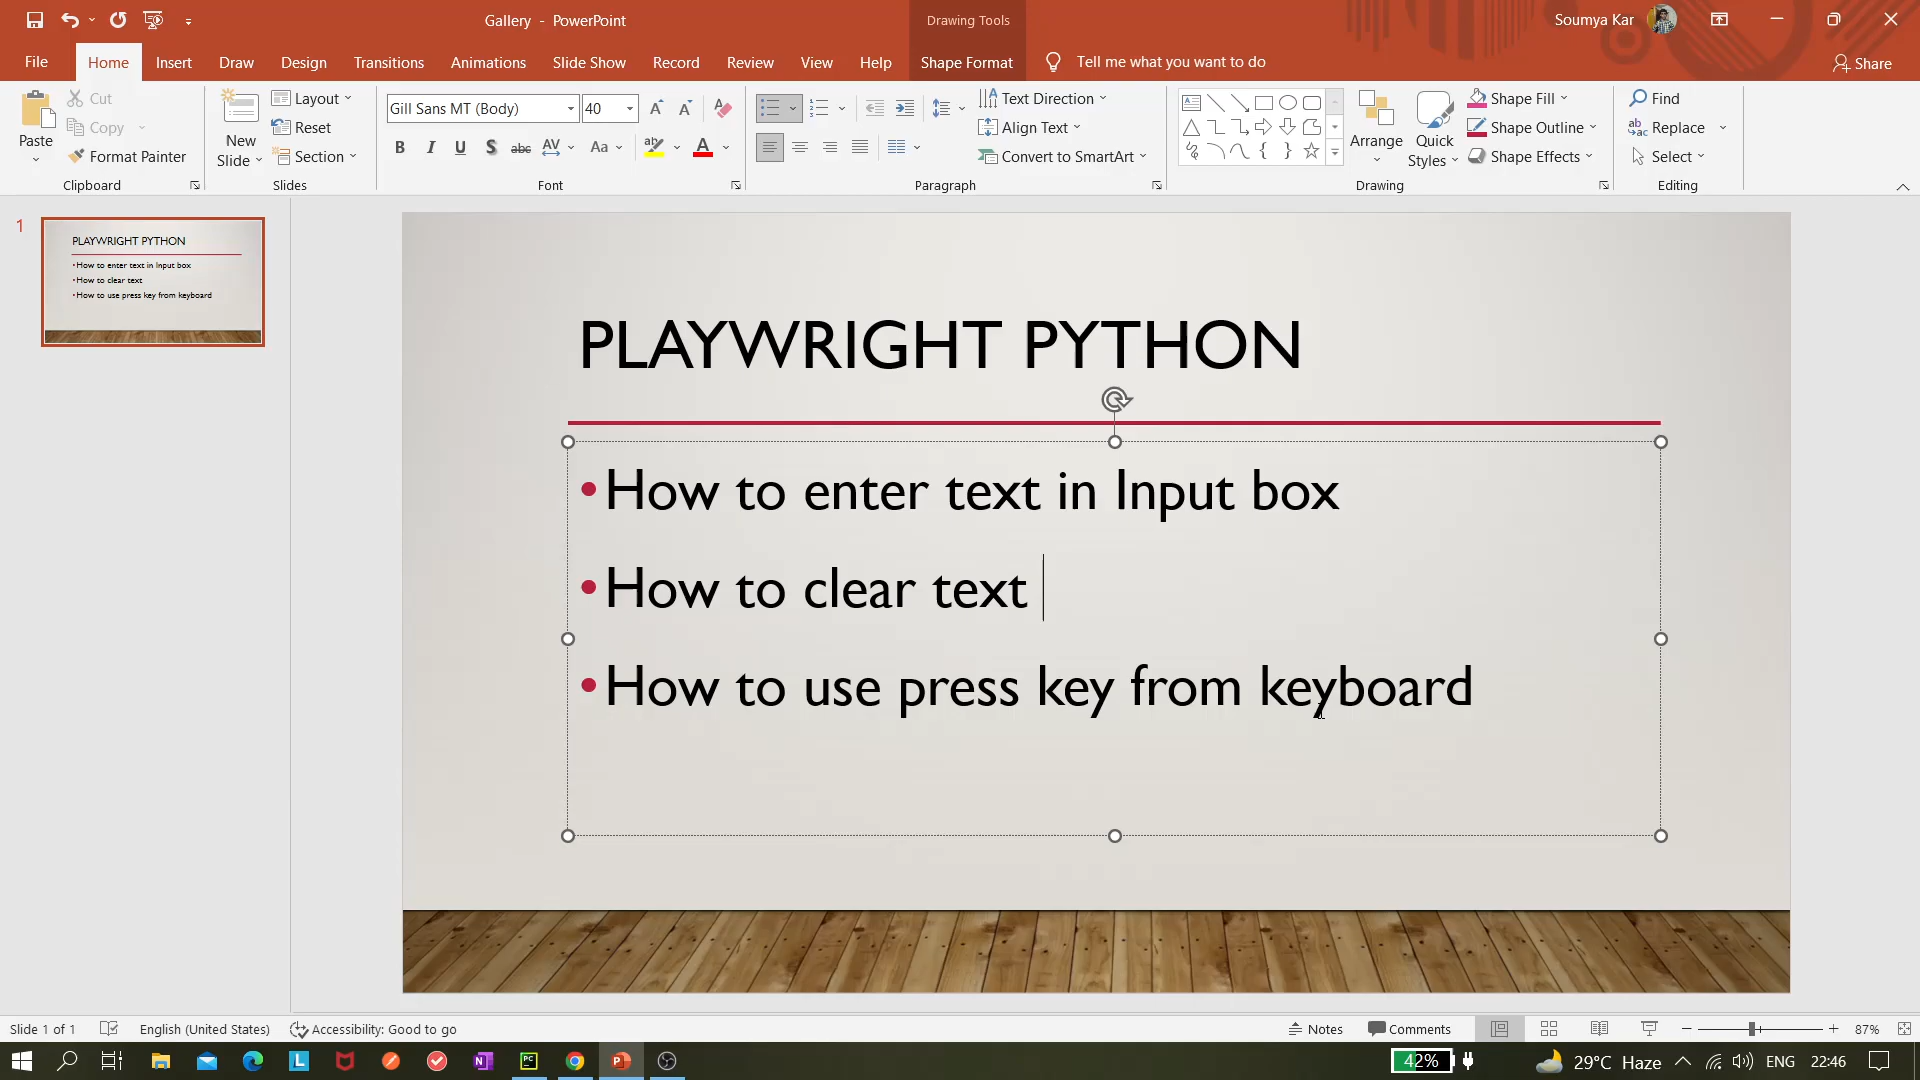 Gallery - PowerPoint
Drawing Tools
Soumya Kar
File
Home
Insert
Draw
Design
Transitions
Animations
Slide Show
Record
Review
View
Help
Shape Format
Tell me what you want to do
Share
Paste
Cut
Copy
Format Painter
Clipboard
New Slide
Layout
Reset
Section
Slides
Gill Sans MT (Body)
40
Font
Text Direction
Align Text
Convert to SmartArt
Paragraph
Arrange
Quick Styles
Shape Fill
Shape Outline
Shape Effects
Drawing
Find
Replace
Select
Editing
1
PLAYWRIGHT PYTHON
•How to enter text in Input box
•How to clear text
•How to use press key from keyboard
PLAYWRIGHT PYTHON
•How to enter text in Input box
•How to clear text
•How to use press key from keyboard
Slide 1 of 1
English (United States)
Accessibility: Good to go
Notes
Comments
87%
42%
29°C Haze
ENG
22:46